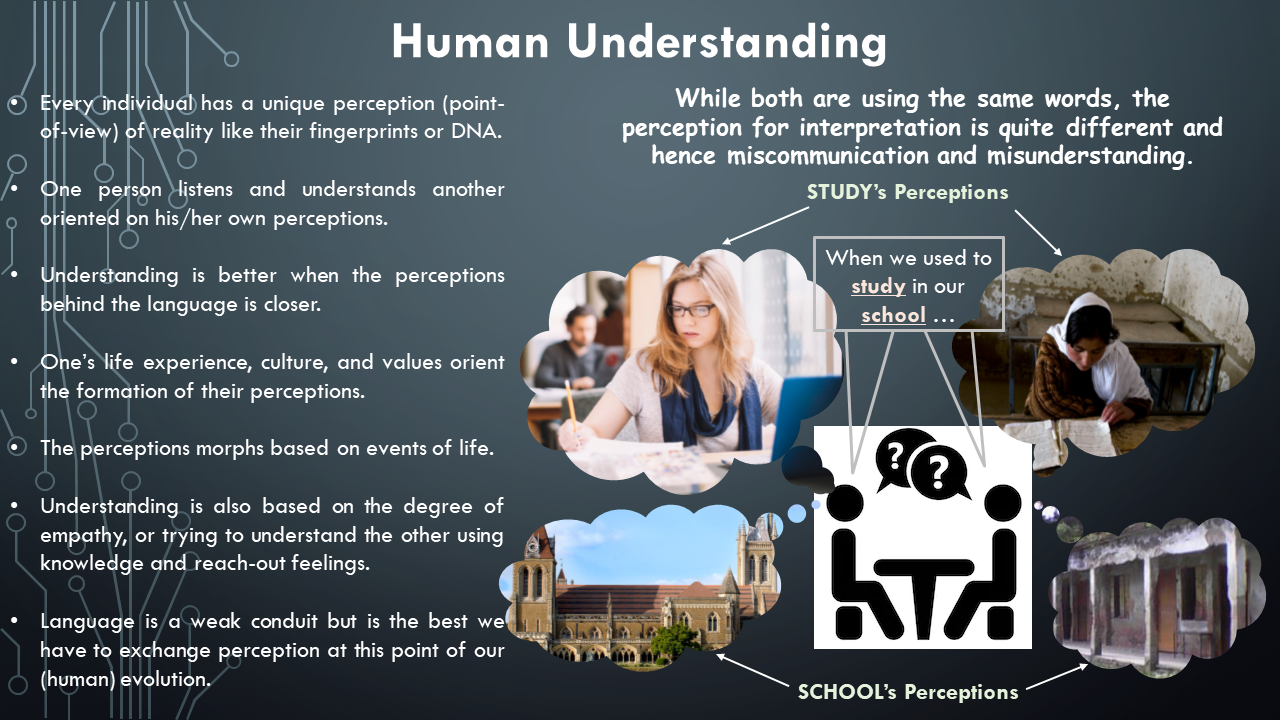 Human Understanding
• Every individual has a unique perception (point-
of-view) of reality like their fingerprints or DNA.
• One person listens and understands another
oriented on his/her own perceptions.
• Understanding is better when the perceptions
behind the language is closer.
• One's life experience, culture, and values orient
the formation of their perceptions.
• The perceptions morphs based on events of life.
• Understanding is also based on the degree of
empathy, or trying to understand the other using
knowledge and reach-out feelings.
• Language is a weak conduit but is the best we
have to exchange perception at this point of our
(human) evolution.
While both are using the same words, the
perception for interpretation is quite different and
hence miscommunication and misunderstanding.
STUDY's Perceptions
When we used to
study in our
school ...
? ?
SCHOOL's Perceptions